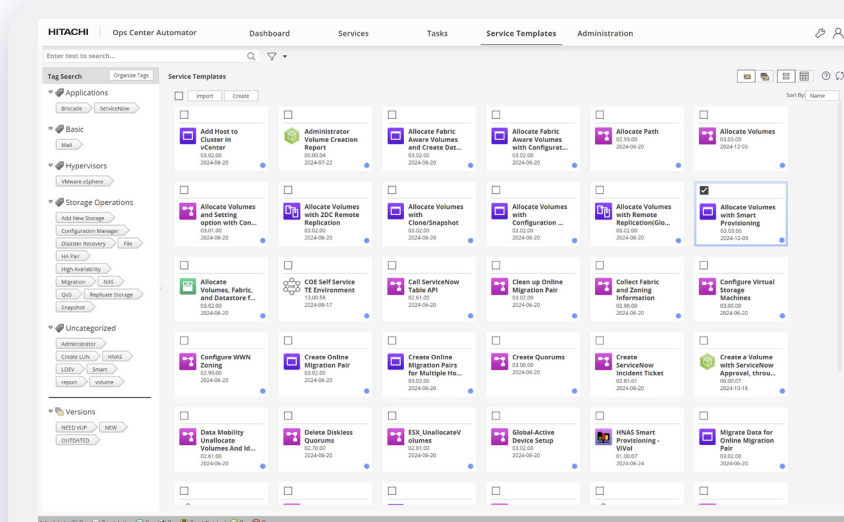 HITACHI Ops Center Automator Dashboard Services Tasks Service Templates Administration
Enter text to search...
Tag Search Organize Tags Service Templates
Import Create Sort By: Name
Applications
Brocade ServiceNow
Basic
Mail
Hypervisors
VMware vSphere
Storage Operations
Add New Storage
Configuration Manager
Disaster Recovery File
HA Pair
High Availability
Migration NAS
QoS Replicate Storage
Snapshot
Uncategorized
Administrator
Create LUN HNAS
LDEV Smart
report volume
Versions
NEED VUP NEW
OUTDATED
Add Host to
Cluster in
vCenter
03.02.00
2024-06-20
Administrator
Volume Creation
Report
00.00.04
2024-07-22
Allocate Fabric
Aware Volumes
and Create Dat...
03.02.00
2024-06-20
Allocate Fabric
Aware Volumes
with Configurat...
03.02.00
2024-06-20
Allocate Path
02.93.00
2024-06-20
Allocate Volumes
03.03.00
2024-12-05
Allocate Volumes
and Setting
option with Con...
03.01.00
2024-06-20
Allocate Volumes
with 2DC Remote
Replication
03.02.00
2024-06-20
Allocate Volumes
with
Clone/Snapshot
03.02.00
2024-06-20
Allocate Volumes
with
Configuration ...
03.02.00
2024-06-20
Allocate Volumes
with Remote
Replication(Glo...
03.02.00
2024-06-20
Allocate Volumes
with Smart
Provisioning
03.03.00
2024-12-05
Allocate
Volumes, Fabric,
and Datastore f...
03.02.00
2024-06-20
COE Self Service
TE Environment
13.00.58
2024-09-17
Call ServiceNow
Table API
02.61.00
2024-06-20
Clean up Online
Migration Pair
03.02.00
2024-06-20
Collect Fabric
and Zoning
Information
02.90.00
2024-06-20
Configure Virtual
Storage
Machines
03.00.00
2024-06-20
Configure WWN
Zoning
02.90.00
2024-06-20
Create Online
Migration Pair
03.02.00
2024-06-20
Create Online
Migration Pairs
for Multiple Ho...
03.02.00
2024-06-20
Create Quorums
03.00.00
2024-06-20
Create
ServiceNow
Incident Ticket
02.81.01
2024-06-20
Create a Volume
with ServiceNow
Approval, throu...
00.00.07
2024-10-16
Data Mobility
Unallocate
Volumes And Id...
02.61.00
2024-06-20
Delete Diskless
Quorums
02.70.00
2024-06-20
ESX_UnallocateV
olumes
02.81.00
2024-06-20
Global-Active
Device Setup
03.02.00
2024-06-20
HNAS Smart
Provisioning -
ViVol
01.00.07
2024-06-24
Migrate Data for
Online Migration
Pair
03.02.00
2024-06-20